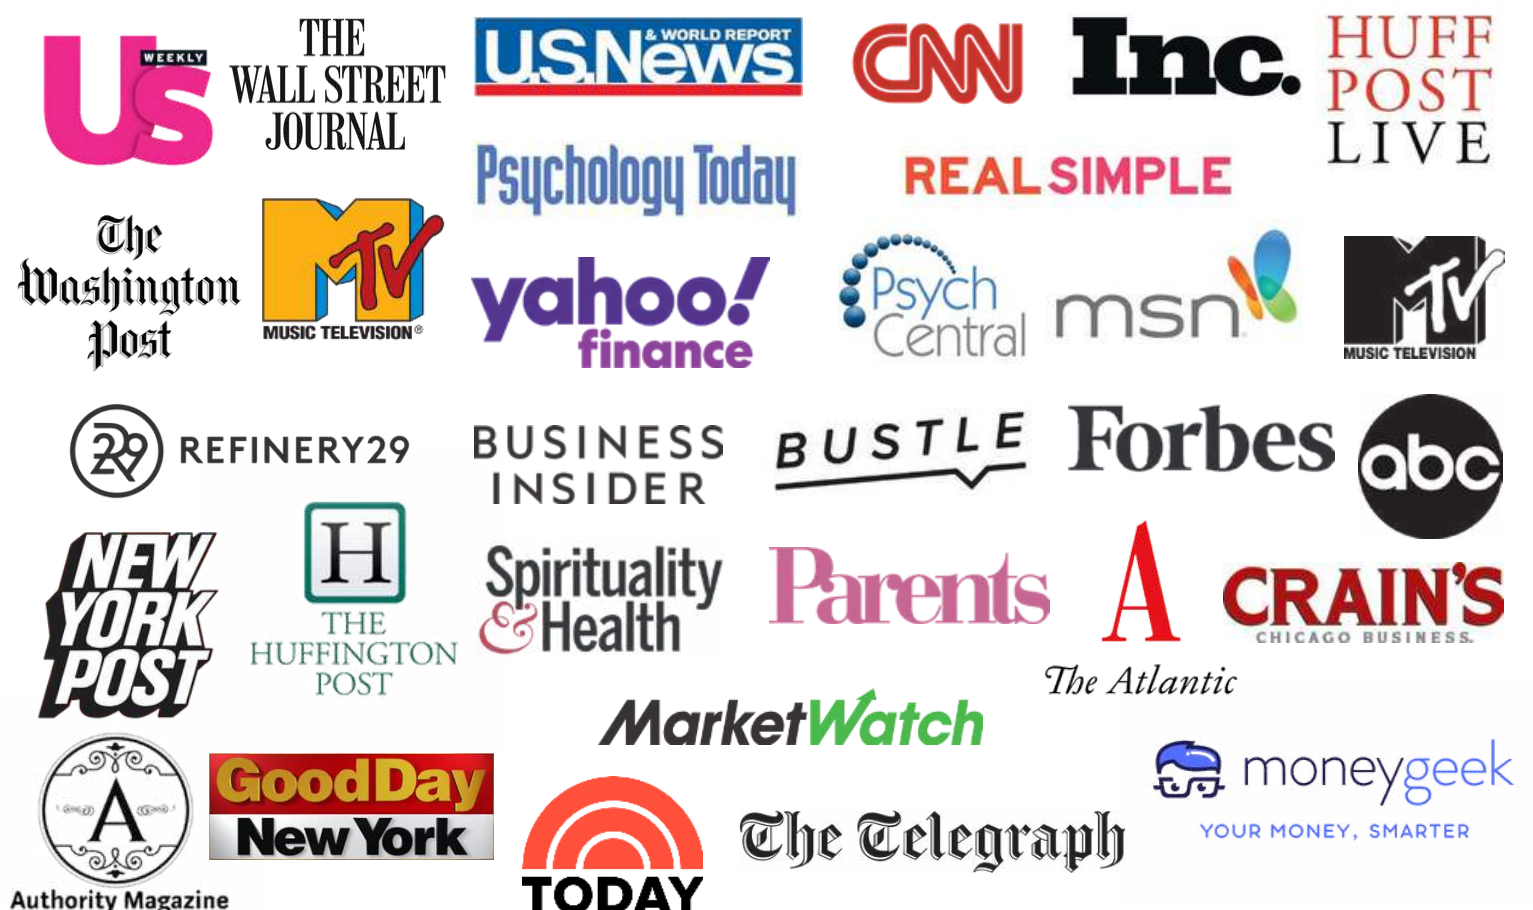 Us
WEEKLY
THE
WALL STREET
JOURNAL
U.S.News
& WORLD REPORT
CNN
Inc.
HUFF
POST
LIVE
Psychology Today
REAL SIMPLE
The
Washington
Post
MTV
MUSIC TELEVISION®
yahoo!
finance
Psych
Central
msn
MTV
MUSIC TELEVISION
R29
REFINERY29
BUSINESS
INSIDER
BUSTLE
Forbes
abc
NEW
YORK
POST
H
THE
HUFFINGTON
POST
Spirituality
& Health
Parents
A
The Atlantic
CRAIN'S
CHICAGO BUSINESS.
MarketWatch
A
Authority Magazine
GoodDay
New York
TODAY
The Telegraph
moneygeek
YOUR MONEY, SMARTER